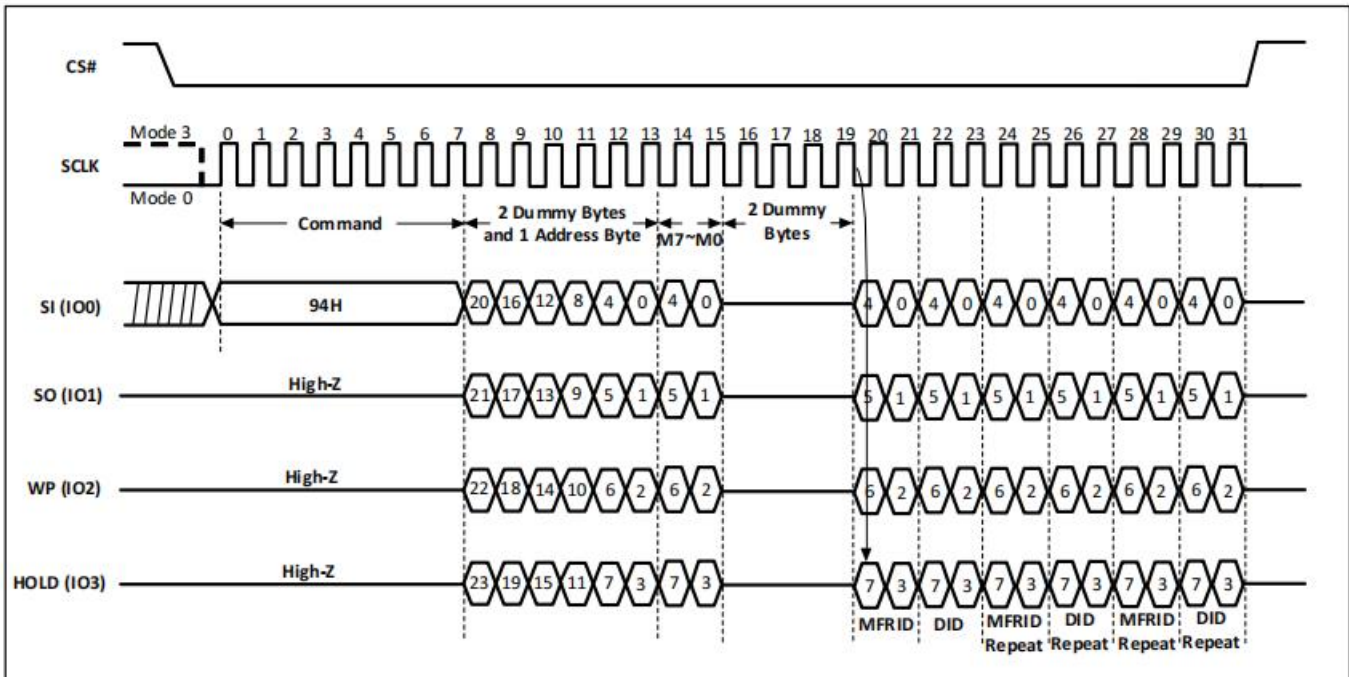 CS#
Mode 3
0 1 2 3 4 5 6 7 8 9 10 11 12 13 14 15 16 17 18 19 20 21 22 23 24 25 26 27 28 29 30 31
SCLK
Mode 0
Command
2 Dummy Bytes
and 1 Address Byte
M7~M0
2 Dummy
Bytes
SI (IO0)
94H
20 16 12 8 4 0 4 0
4 0 4 0 4 0 4 0 4 0 4 0
SO (IO1)
High-Z
21 17 13 9 5 1 5 1
5 1 5 1 5 1 5 1 5 1 5 1
WP (IO2)
High-Z
22 18 14 10 6 2 6 2
6 2 6 2 6 2 6 2 6 2 6 2
HOLD (IO3)
High-Z
23 19 15 11 7 3 7 3
7 3 7 3 7 3 7 3 7 3 7 3
MFRID
DID
MFRID
Repeat
DID
Repeat
MFRID
Repeat
DID
Repeat